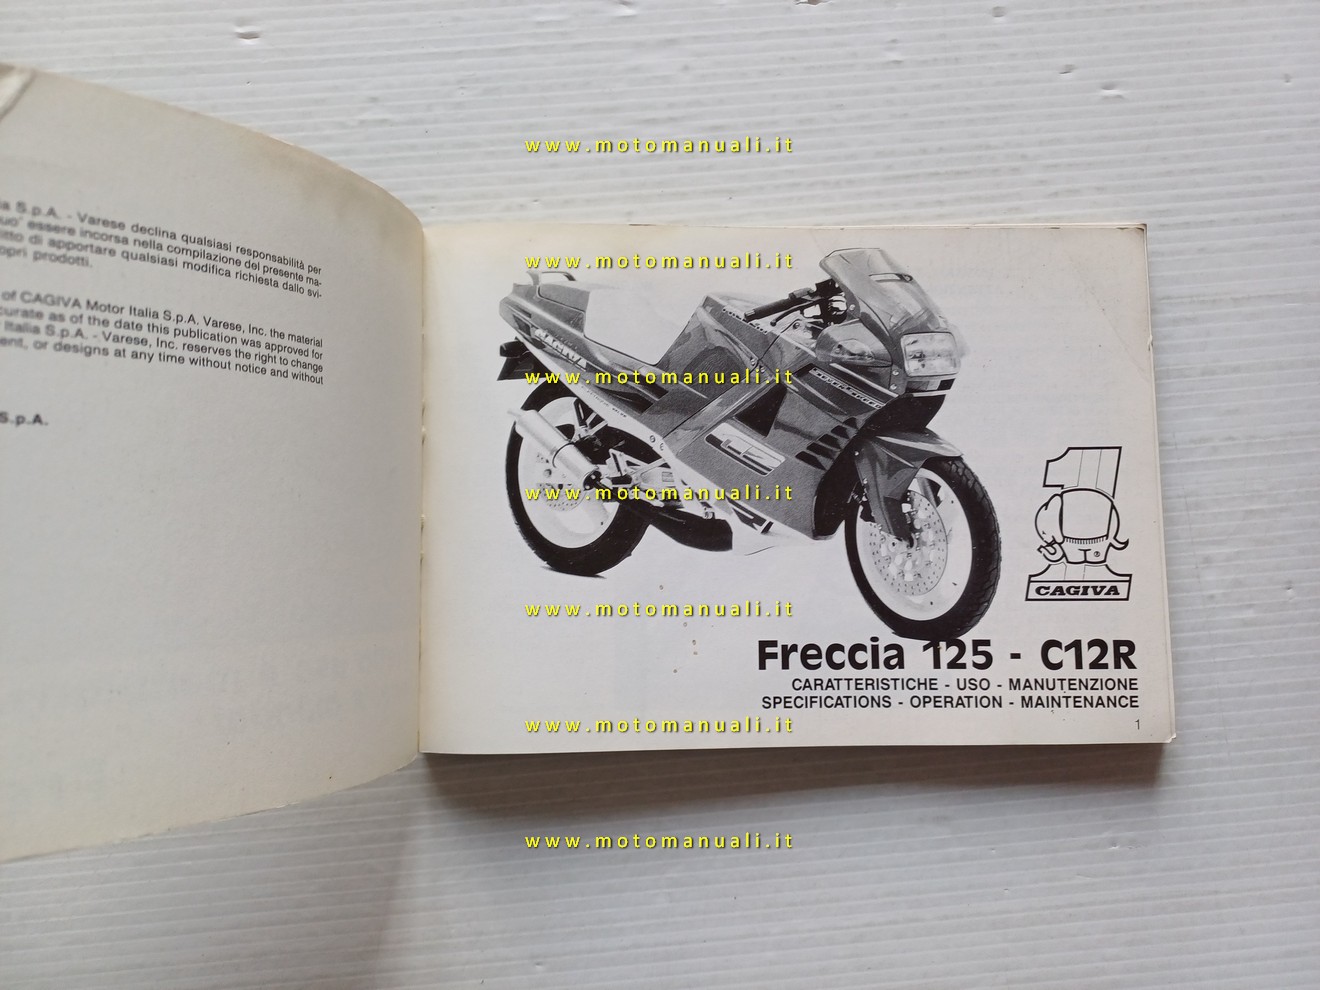 S.p.A. - Varese declina qualsiasi responsabilità per
essere incorsa nella compilazione del presente ma-
di apportare qualsiasi modifica richiesta dallo svi-
prodotti.
of CAGIVA Motor Italia S.p.A. Varese, Inc. the material
as of the date this publication was approved for
Italia S.p.A. - Varese, Inc. reserves the right to change
or designs at any time without notice and without
S.p.A.
www.motomanuali.it
www.motomanuali.it
www.motomanuali.it
www.motomanuali.it
www.motomanuali.it
www.motomanuali.it
www.motomanuali.it
1
®
CAGIVA
Freccia 125 - C12R
CARATTERISTICHE - USO - MANUTENZIONE
SPECIFICATIONS - OPERATION - MAINTENANCE
1